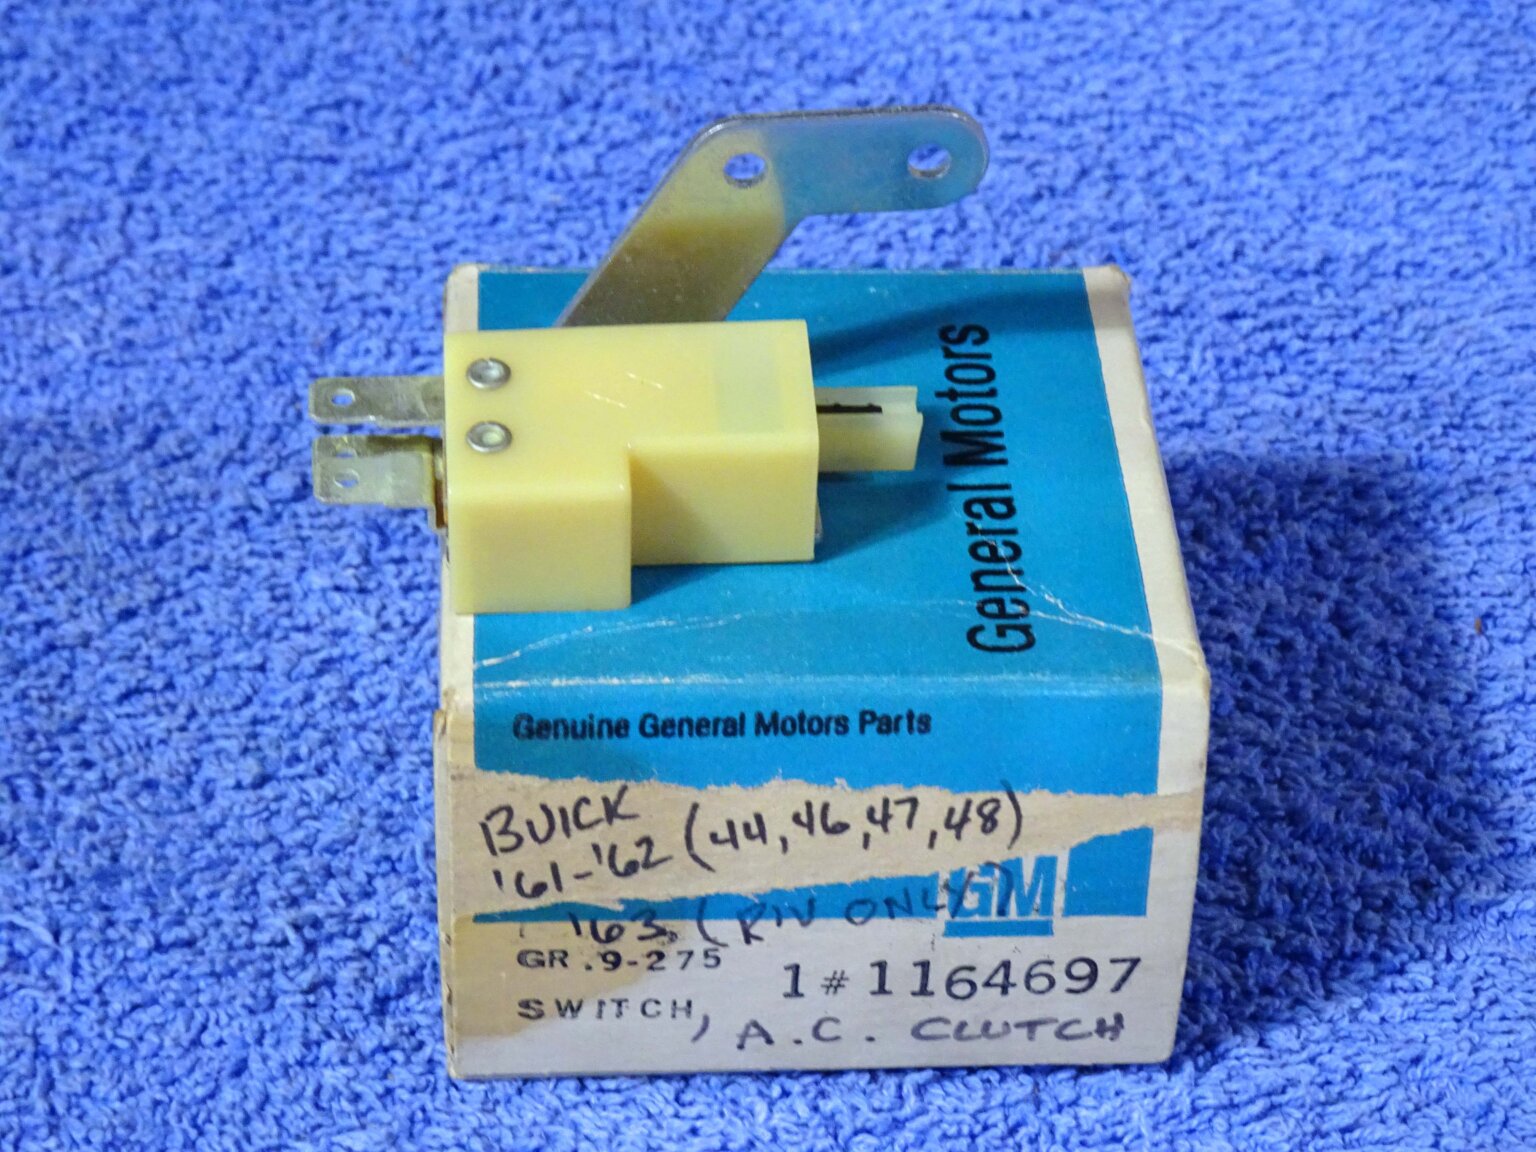 General Motors
Genuine General Motors Parts
BUICK
'61-'62 (44, 46, 47, 48)
'63 (RIV ONLY)
GM
GR .9-275
1#1164697
SWITCH, A.C. CLUTCH